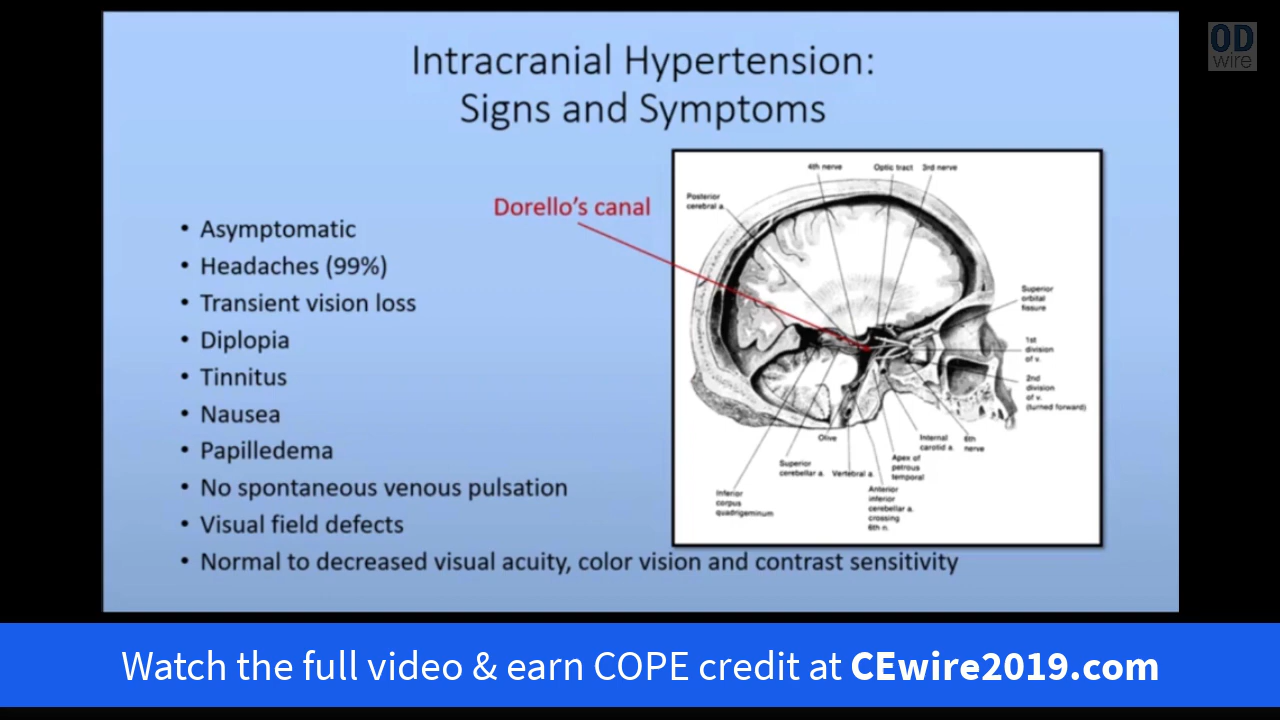 OD
wire
Intracranial Hypertension:
Signs and Symptoms
Dorello's canal
• Asymptomatic
• Headaches (99%)
• Transient vision loss
• Diplopia
• Tinnitus
• Nausea
• Papilledema
• No spontaneous venous pulsation
• Visual field defects
• Normal to decreased visual acuity, color vision and contrast sensitivity
4th nerve
Optic tract
3rd nerve
Posterior
cerebral a.
Superior
orbital
fissure
1st
division
of v.
2nd
division
of v.
(turned forward)
Olive
Internal
carotid a.
6th
nerve
Superior
cerebellar a.
Vertebral a.
Apex of
petrous
temporal
Inferior
corpus
quadrigeminum
Anterior
inferior
cerebellar a.
crossing
6th n.
Watch the full video & earn COPE credit at CEwire2019.com